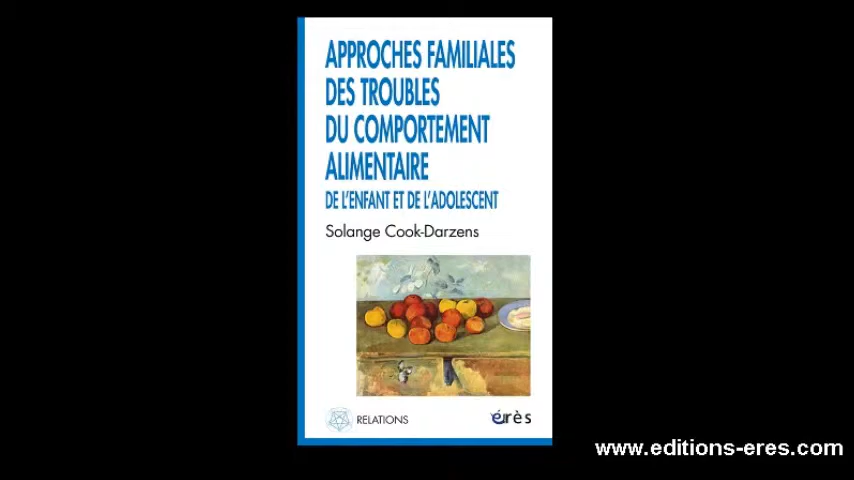 APPROCHES FAMILIALES
DES TROUBLES
DU COMPORTEMENT
ALIMENTAIRE
DE L'ENFANT ET DE L'ADOLESCENT
Solange Cook-Darzens
RELATIONS
érès
www.editions-eres.com